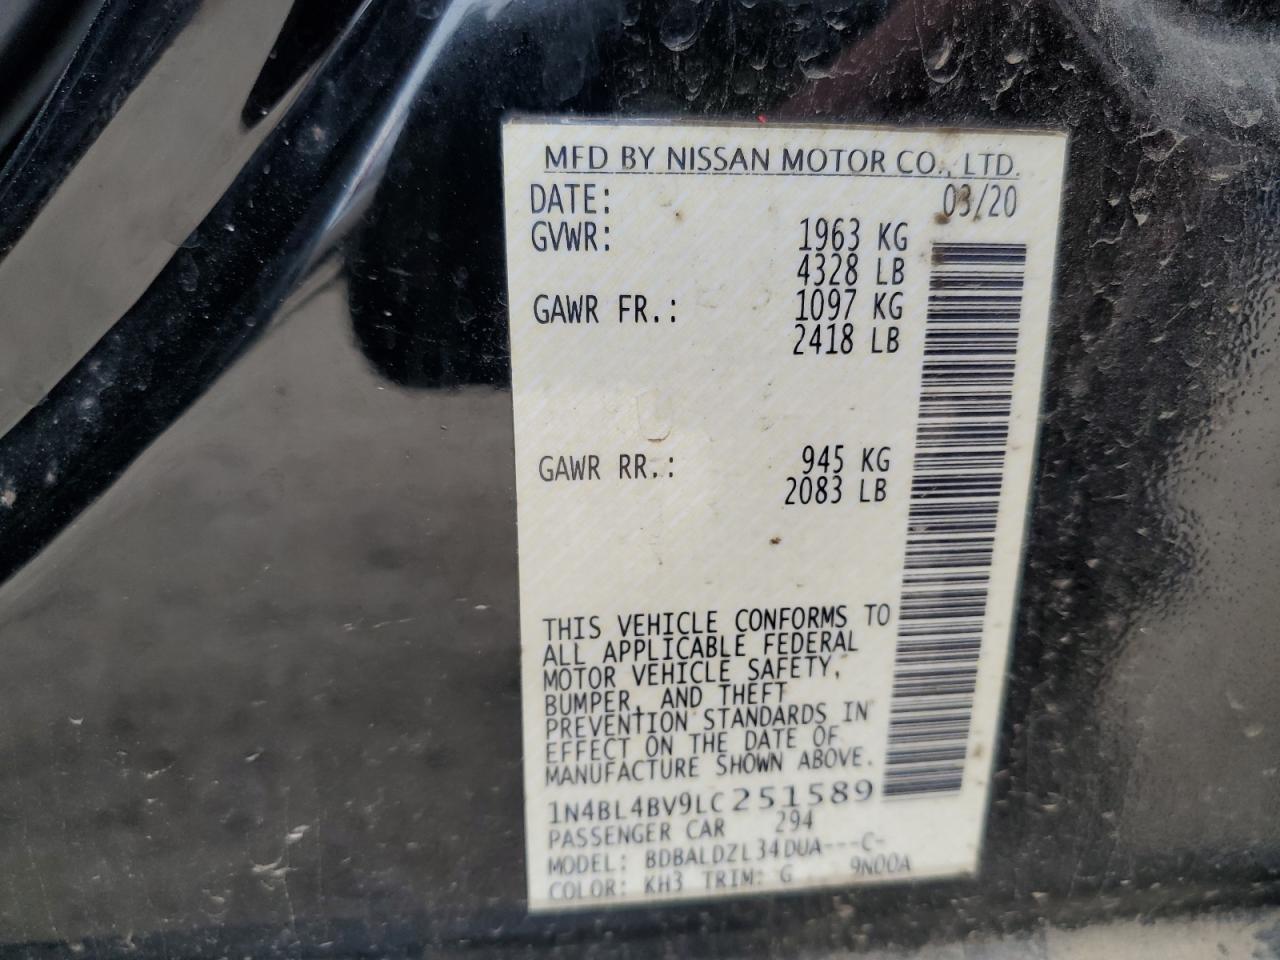 MFD BY NISSAN MOTOR CO., LTD.
DATE: 03/20
GVWR: 1963 KG
4328 LB
GAWR FR.: 1097 KG
2418 LB
GAWR RR.: 945 KG
2083 LB
THIS VEHICLE CONFORMS TO
ALL APPLICABLE FEDERAL
MOTOR VEHICLE SAFETY,
BUMPER, AND THEFT
PREVENTION STANDARDS IN
EFFECT ON THE DATE OF
MANUFACTURE SHOWN ABOVE.
1N4BL4BV9LC251589
PASSENGER CAR 294
MODEL: BDBALDZL34DUA---C-
COLOR: KH3 TRIM: G 9N00A